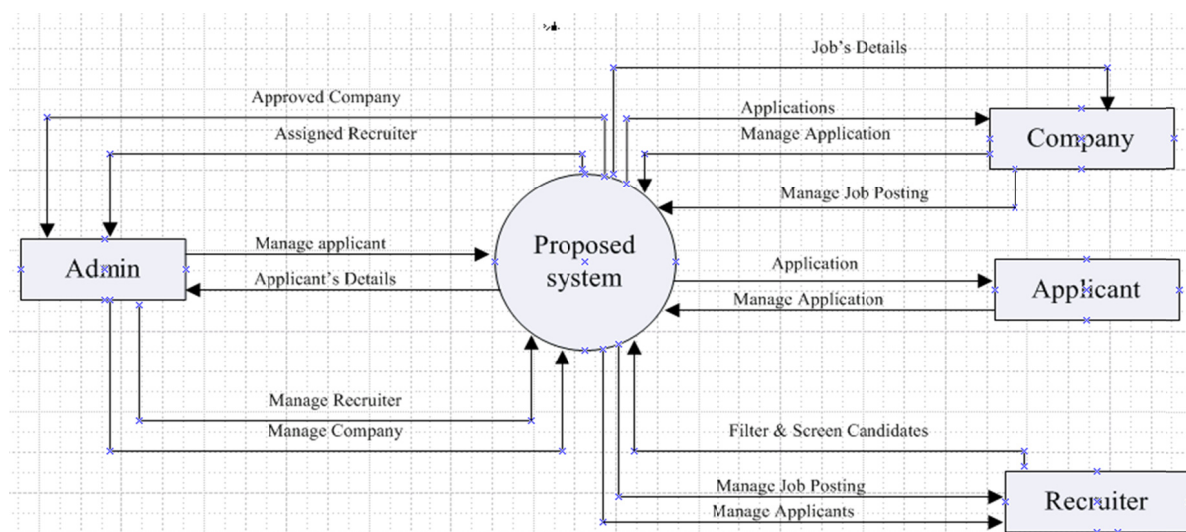 Job's Details
Approved Company
Applications
Assigned Recruiter
Manage Application
Company
Manage Job Posting
Manage applicant
Proposed
system
Admin
Application
Applicant's Details
Applicant
Manage Application
Manage Recruiter
Manage Company
Filter & Screen Candidates
Manage Job Posting
Recruiter
Manage Applicants